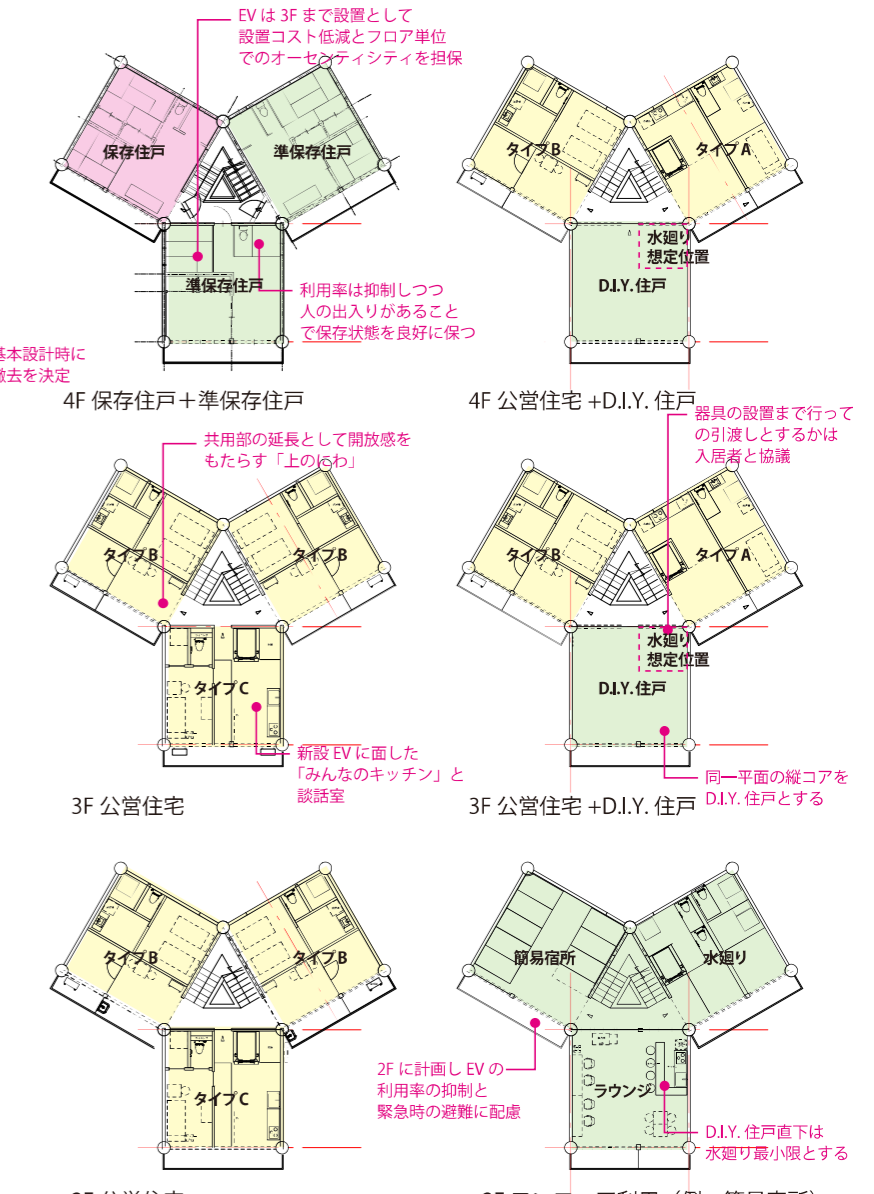 EV は 3F まで設置として
設置コスト低減とフロア単位
でのオーセンティシティを担保
保存住戸
準保存住戸
準保存住戸
利用率は抑制しつつ
人の出入りがあること
で保存状態を良好に保つ
基本設計時に
撤去を決定
4F 保存住戸＋準保存住戸
タイプB
タイプ A
水廻り
想定位置
D.I.Y. 住戸
4F 公営住宅 +D.I.Y. 住戸
共用部の延長として開放感を
もたらす「上のにわ」
タイプB
タイプB
タイプ C
新設 EV に面した
「みんなのキッチン」と
談話室
3F 公営住宅
器具の設置まで行って
の引渡しとするかは
入居者と協議
タイプB
タイプ A
水廻り
想定位置
D.I.Y. 住戸
同一平面の縦コアを
D.I.Y. 住戸とする
3F 公営住宅 +D.I.Y. 住戸
タイプB
タイプB
タイプ C
簡易宿所
水廻り
2F に計画し EV の
利用率の抑制と
緊急時の避難に配慮
ラウンジ
D.I.Y. 住戸直下は
水廻り最小限とする